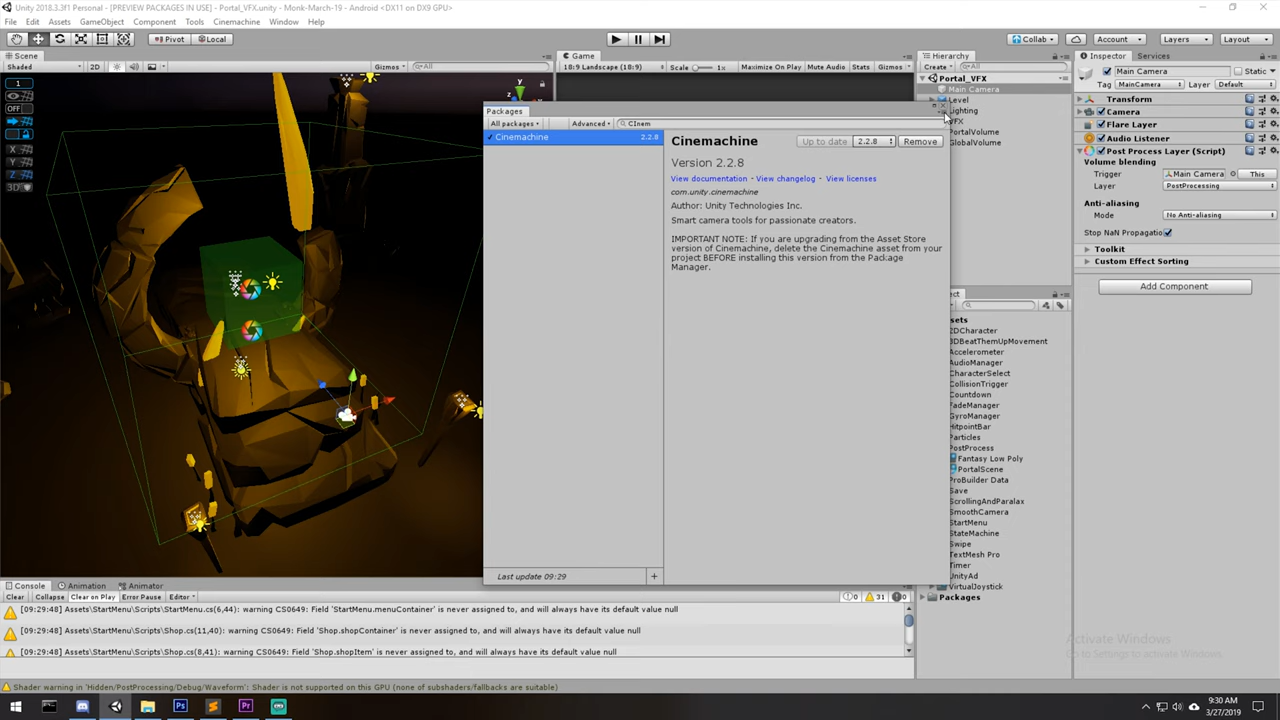 Unity 2018.3.3f1 Personal - [PREVIEW PACKAGES IN USE] - Portal_VFX.unity - Monk-March-19 - Android <DX11 on DX9 GPU>
File Edit Assets GameObject Component Tools Cinemachine Window Help
Pivot Local Collab Account Layers Layout
Scene Game Hierarchy Inspector Services
Shaded 2D Gizmos All 18:9 Landscape (18:9) Scale 1x Maximize On Play Mute Audio Stats Gizmos Create All
Main Camera Static
Tag MainCamera Layer Default
1
OFF
X
Y
Z
3D
y
Portal_VFX
Main Camera
Level
Lighting
VFX
PortalVolume
GlobalVolume
Packages
All packages Advanced CInem
Cinemachine 2.2.8
Cinemachine Up to date 2.2.8 Remove
Version 2.2.8
View documentation - View changelog - View licenses
com.unity.cinemachine
Author: Unity Technologies Inc.
Smart camera tools for passionate creators.
IMPORTANT NOTE: If you are upgrading from the Asset Store
version of Cinemachine, delete the Cinemachine asset from your
project BEFORE installing this version from the Package
Manager.
Last update 09:29 +
Transform
Camera
Flare Layer
Audio Listener
Post Process Layer (Script)
Volume blending
Trigger Main Camera This
Layer PostProcessing
Anti-aliasing
Mode No Anti-aliasing
Stop NaN Propagatio
Toolkit
Custom Effect Sorting
Add Component
ect
sets
2DCharacter
3DBeatThemUpMovement
Accelerometer
AudioManager
CharacterSelect
CollisionTrigger
Countdown
FadeManager
GyroManager
HitpointBar
Particles
PostProcess
Fantasy Low Poly
PortalScene
ProBuilder Data
Save
ScrollingAndParalax
SmoothCamera
StartMenu
StateMachine
Swipe
TextMesh Pro
Timer
UnityAd
VirtualJoystick
Packages
Console Animation Animator
Clear Collapse Clear on Play Error Pause Editor 0 31 0
[09:29:48] Assets\StartMenu\Scripts\StartMenu.cs(6,44): warning CS0649: Field 'StartMenu.menuContainer' is never assigned to, and will always have its default value null
[09:29:48] Assets\StartMenu\Scripts\Shop.cs(11,40): warning CS0649: Field 'Shop.shopContainer' is never assigned to, and will always have its default value null
[09:29:48] Assets\StartMenu\Scripts\Shop.cs(8,41): warning CS0649: Field 'Shop.shopItem' is never assigned to, and will always have its default value null
Activate Windows
Go to Settings to activate Windows.
Shader warning in 'Hidden/PostProcessing/Debug/Waveform': Shader is not supported on this GPU (none of subshaders/fallbacks are suitable)
Ps Pr
9:30 AM
3/27/2019